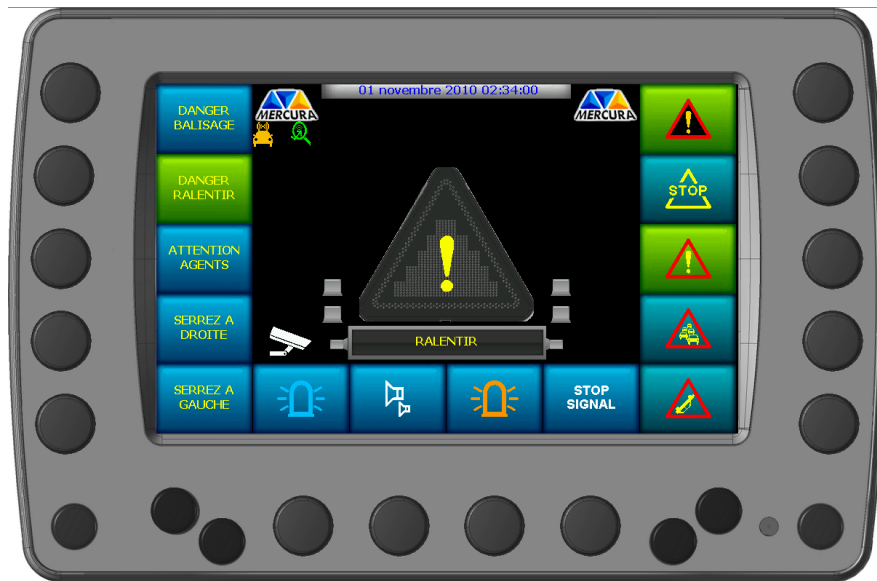 01 novembre 2010 02:34:00
MERCURA
MERCURA
DANGER
BALISAGE
DANGER
RALENTIR
ATTENTION
AGENTS
SERREZ A
DROITE
SERREZ A
GAUCHE
STOP
RALENTIR
STOP
SIGNAL